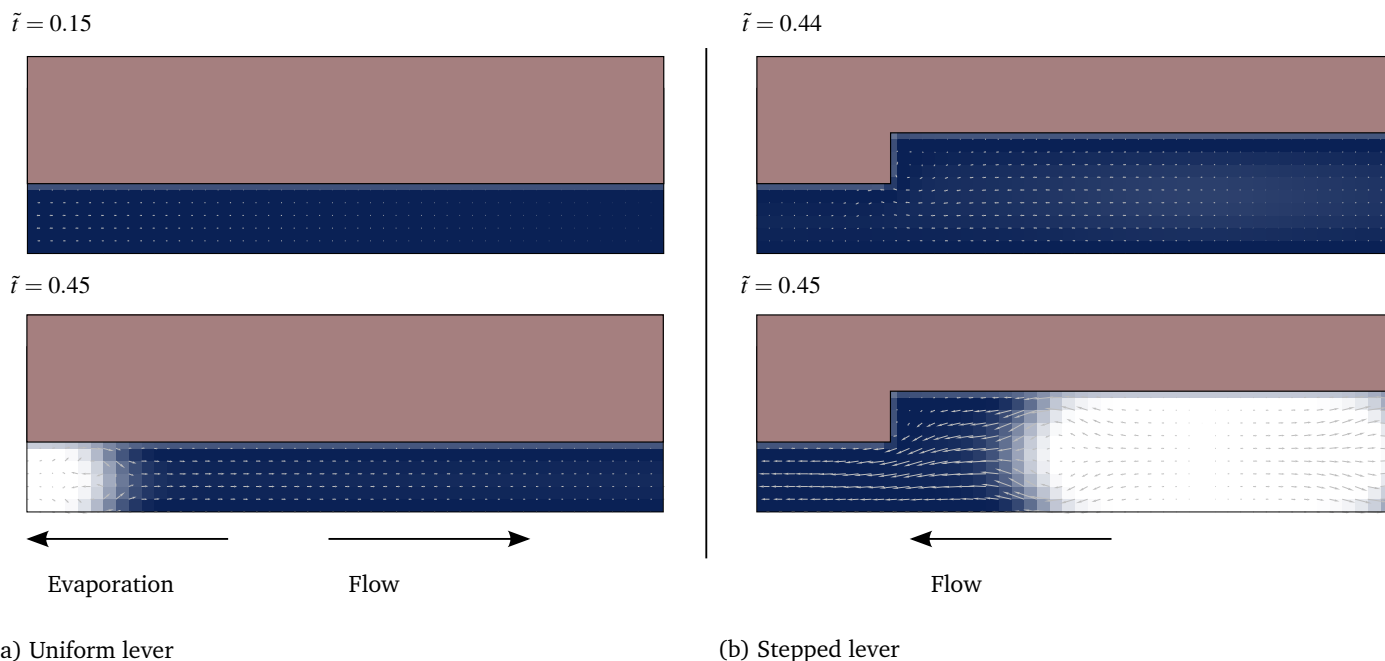 t̃ = 0.15
t̃ = 0.45
Evaporation
Flow
a) Uniform lever
t̃ = 0.44
t̃ = 0.45
Flow
(b) Stepped lever